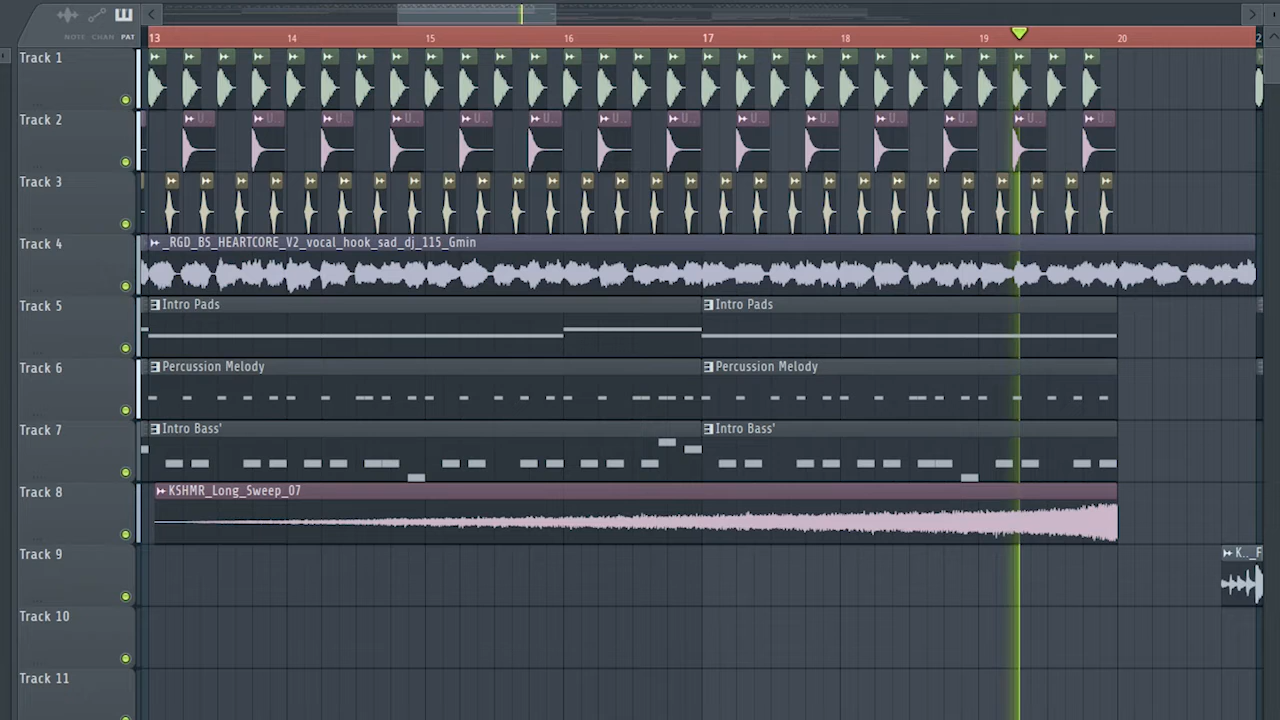 NOTE CHAN PAT
13 14 15 16 17 18 19 20 2
Track 1
Track 2 U.. U.. U.. U.. U.. U.. U.. U.. U.. U.. U.. U.. U.. U..
Track 3
Track 4 _RGD_BS_HEARTCORE_V2_vocal_hook_sad_dj_115_Gmin
Track 5 Intro Pads Intro Pads
Track 6 Percussion Melody Percussion Melody
Track 7 Intro Bass' Intro Bass'
Track 8 KSHMR_Long_Sweep_07
Track 9 K.._F
Track 10
Track 11